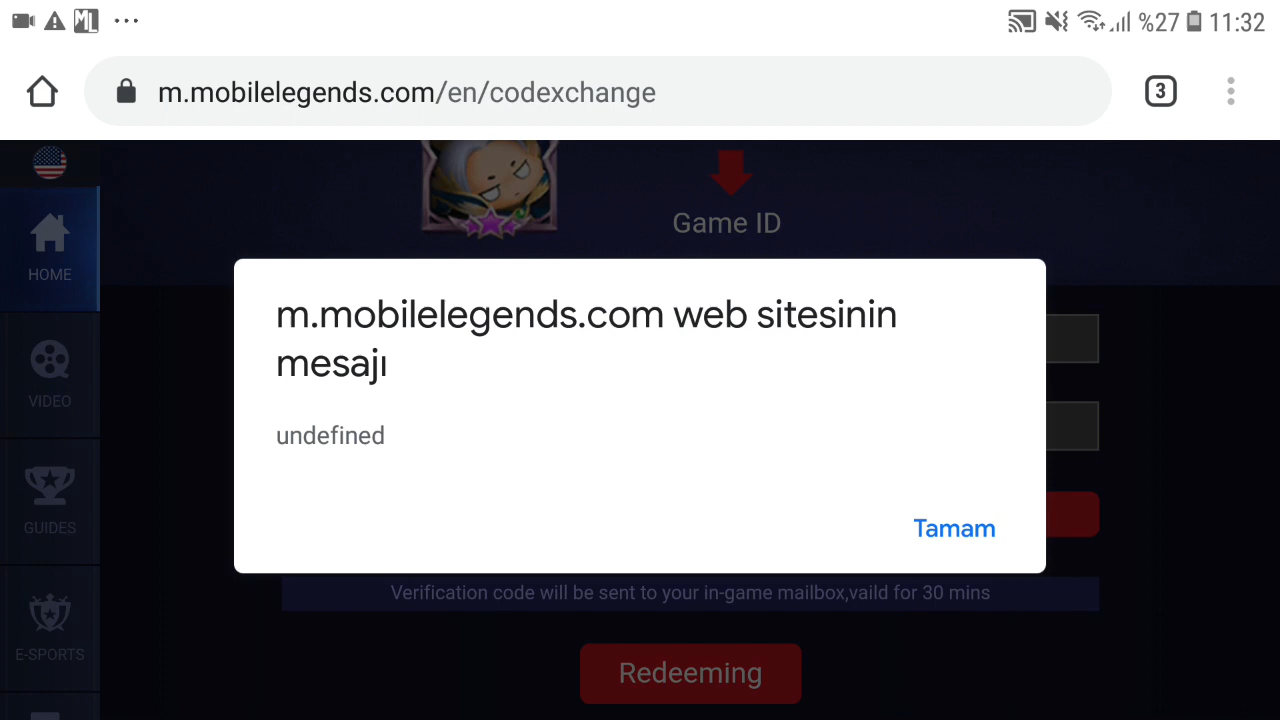 ML ... %27 11:32
m.mobilelegends.com/en/codexchange 3
Game ID
HOME
m.mobilelegends.com web sitesinin
mesajı
VIDEO
undefined
GUIDES
Tamam
Verification code will be sent to your in-game mailbox,vaild for 30 mins
E-SPORTS
Redeeming